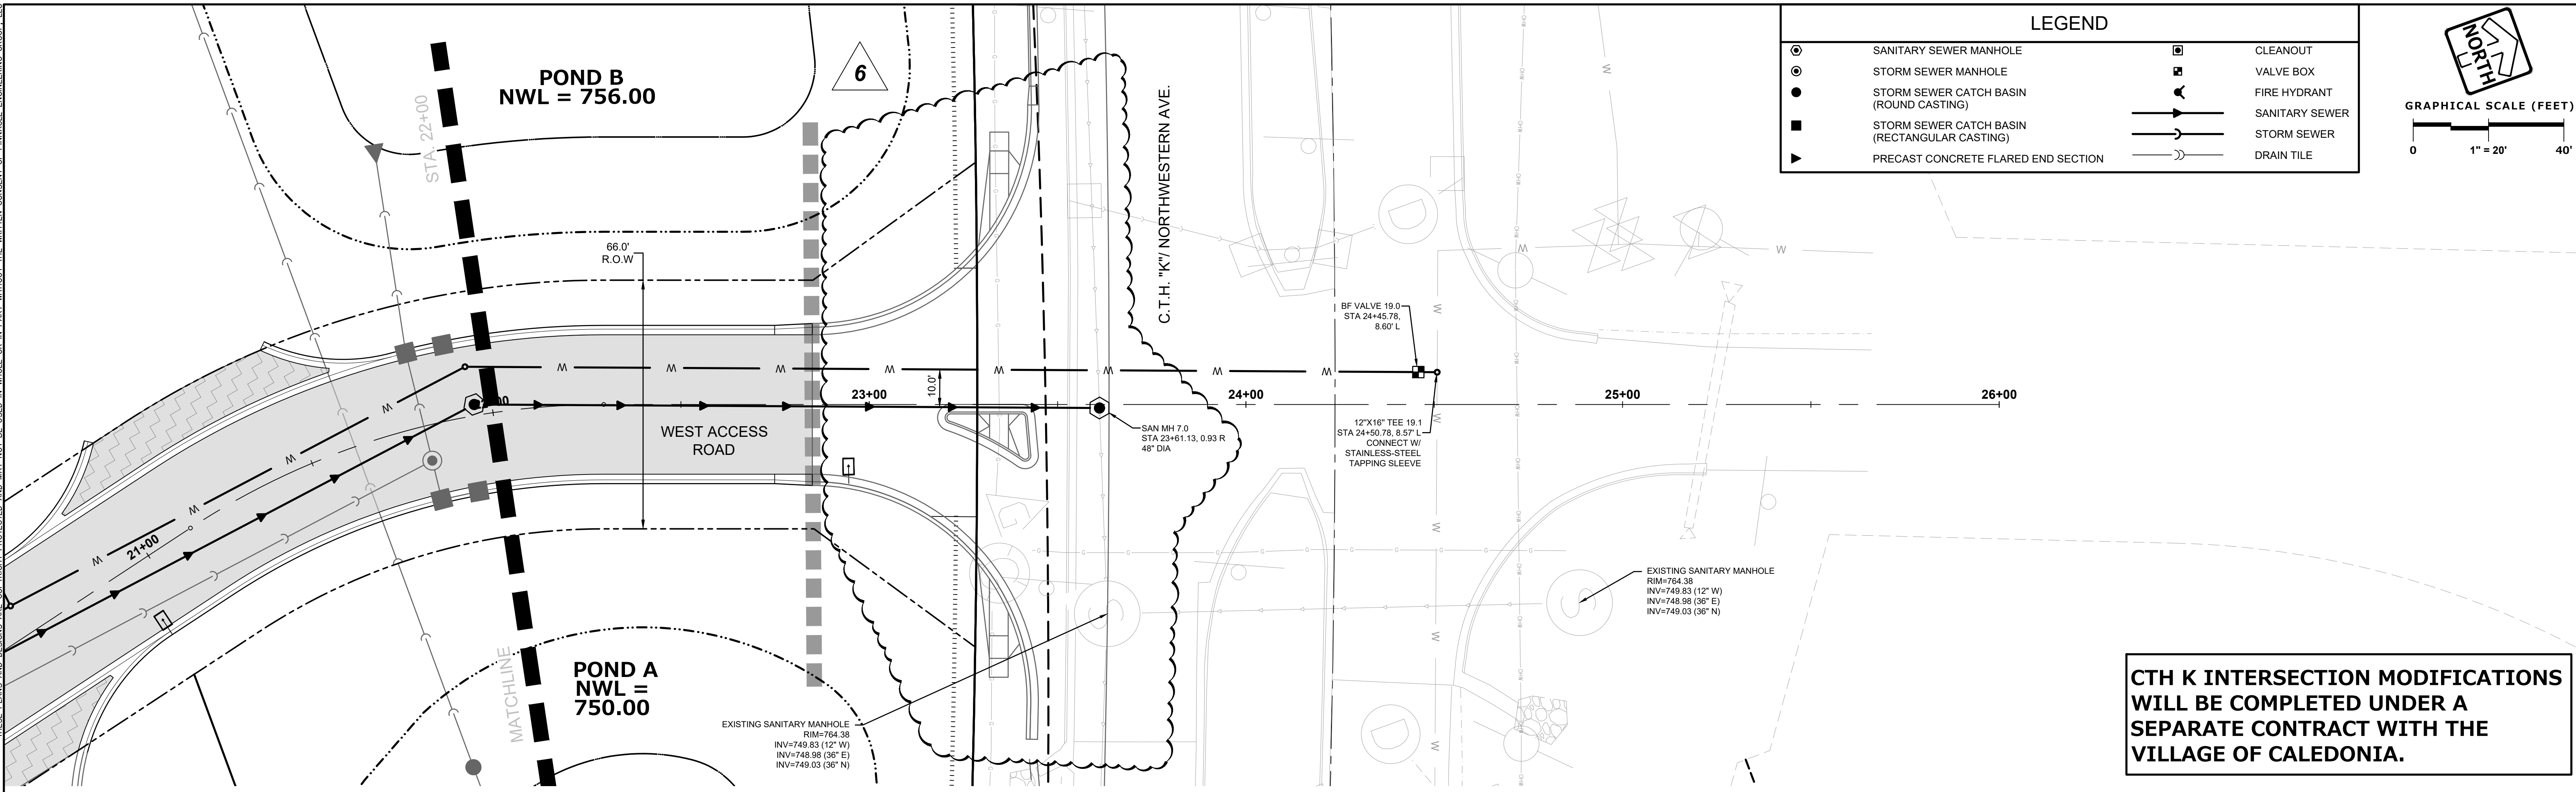 POND B
NWL = 756.00
6
STA. 22+00
66.0'
R.O.W
C.T.H. "K"/ NORTHWESTERN AVE.
LEGEND
SANITARY SEWER MANHOLE
STORM SEWER MANHOLE
STORM SEWER CATCH BASIN
(ROUND CASTING)
STORM SEWER CATCH BASIN
(RECTANGULAR CASTING)
PRECAST CONCRETE FLARED END SECTION
CLEANOUT
VALVE BOX
FIRE HYDRANT
SANITARY SEWER
STORM SEWER
DRAIN TILE
NORTH
GRAPHICAL SCALE (FEET)
0 1" = 20' 40'
BF VALVE 19.0
STA 24+45.78,
8.60' L
10.0'
21+00
23+00
24+00
25+00
26+00
WEST ACCESS
ROAD
SAN MH 7.0
STA 23+61.13, 0.93 R
48" DIA
12"X16" TEE 19.1
STA 24+50.78, 8.57' L
CONNECT W/
STAINLESS-STEEL
TAPPING SLEEVE
EXISTING SANITARY MANHOLE
RIM=764.38
INV=749.83 (12" W)
INV=748.98 (36" E)
INV=749.03 (36" N)
MATCHLINE
POND A
NWL =
750.00
EXISTING SANITARY MANHOLE
RIM=764.38
INV=749.83 (12" W)
INV=748.98 (36" E)
INV=749.03 (36" N)
CTH K INTERSECTION MODIFICATIONS
WILL BE COMPLETED UNDER A
SEPARATE CONTRACT WITH THE
VILLAGE OF CALEDONIA.